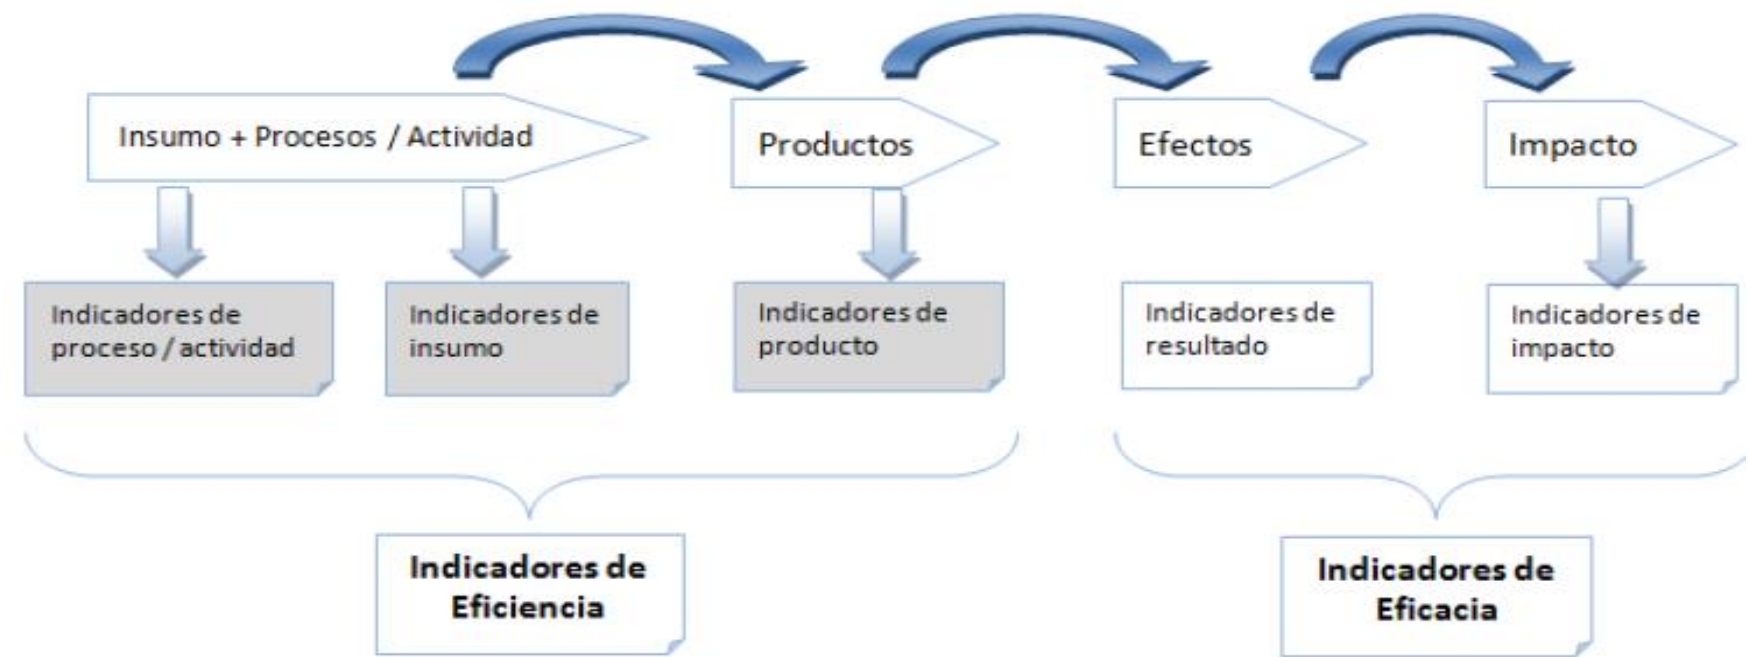 Insumo + Procesos / Actividad
Productos
Efectos
Impacto
Indicadores de
proceso / actividad
Indicadores de
insumo
Indicadores de
producto
Indicadores de
resultado
Indicadores de
impacto
Indicadores de
Eficiencia
Indicadores de
Eficacia